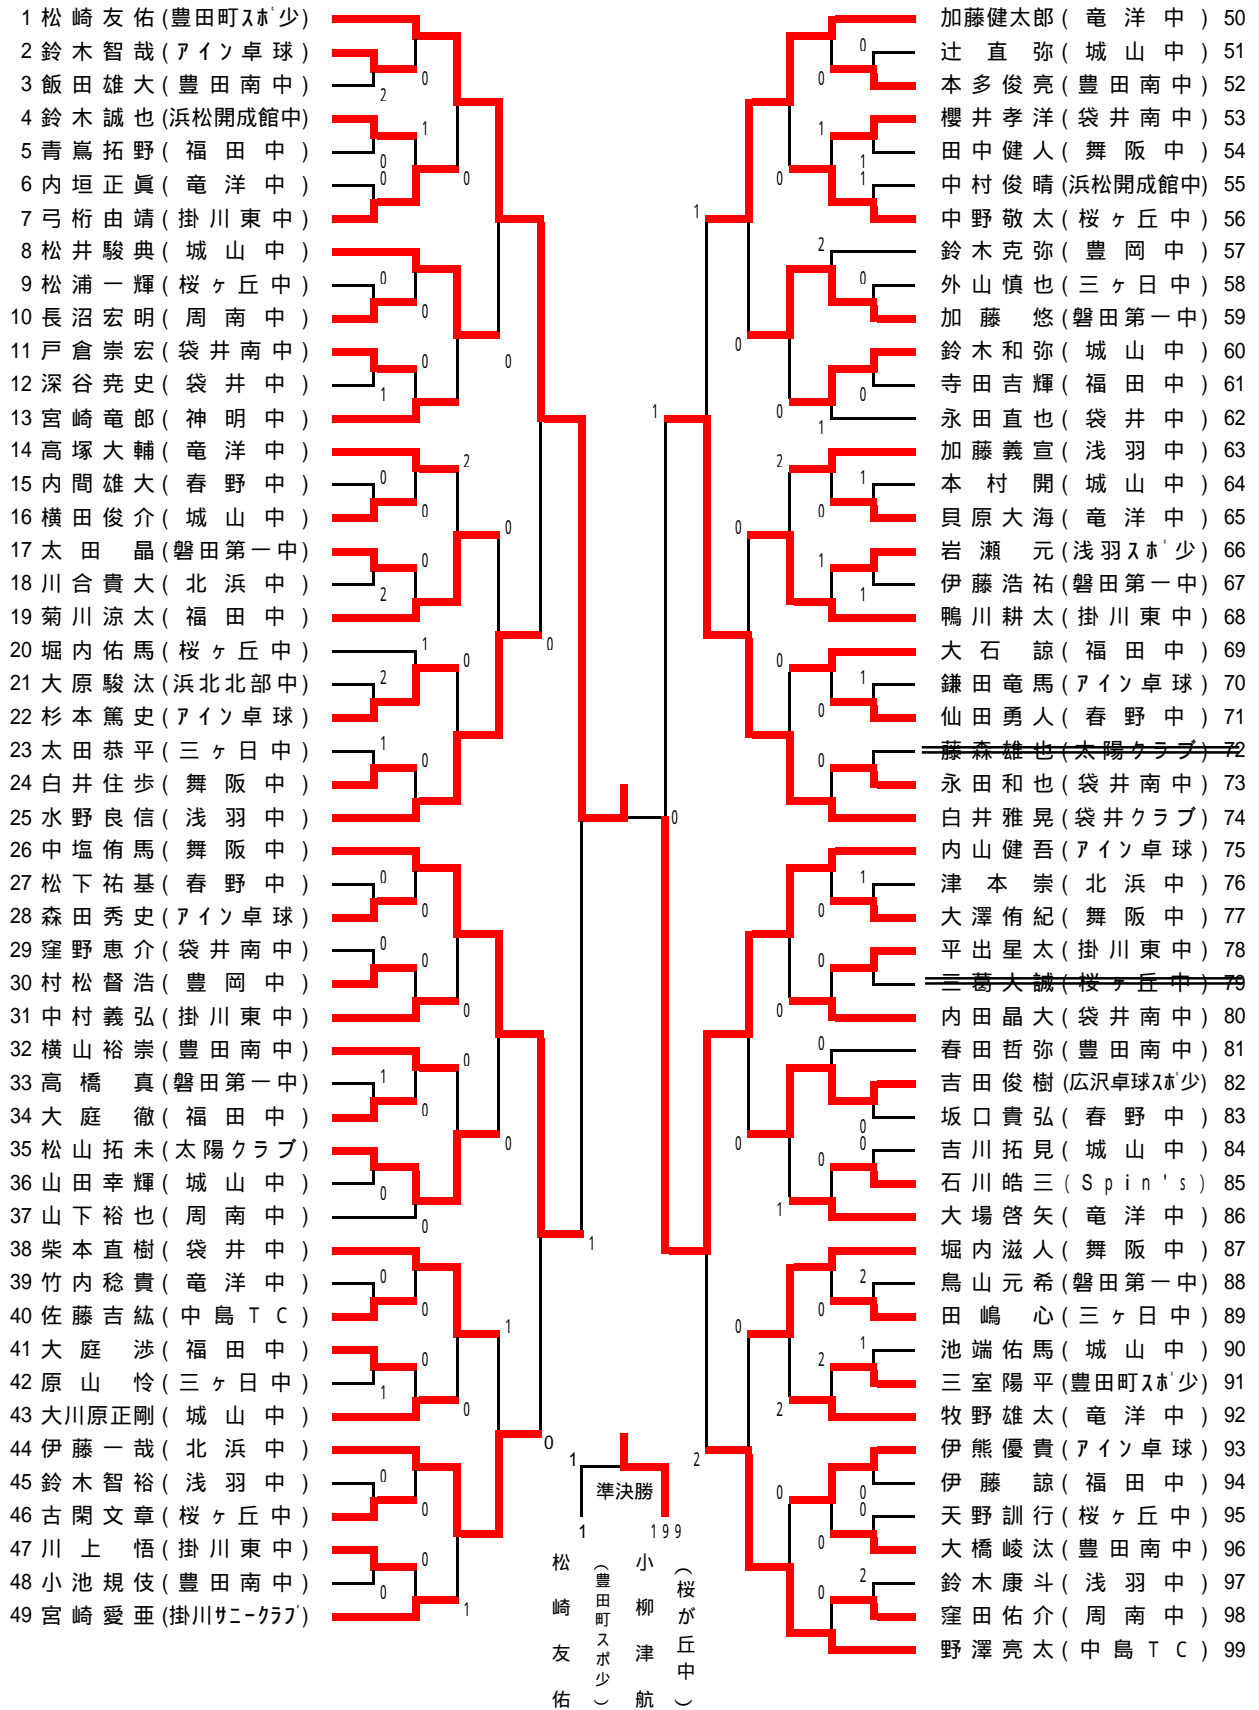 1 松崎友佑(豊田町スポ少)
2 鈴木智哉(アイン卓球)
3 飯田雄大(豊田南中)
4 鈴木誠也(浜松開成館中)
5 青嶌拓野(福田中)
6 内垣正眞(竜洋中)
7 弓桁由靖(掛川東中)
8 松井駿典(城山中)
9 松浦一輝(桜ヶ丘中)
10 長沼宏明(周南中)
11 戸倉崇宏(袋井南中)
12 深谷尭史(袋井中)
13 宮崎竜郎(神明中)
14 高塚大輔(竜洋中)
15 内間雄大(春野中)
16 横田俊介(城山中)
17 太田晶(磐田第一中)
18 川合貴大(北浜中)
19 菊川涼太(福田中)
20 堀内佑馬(桜ヶ丘中)
21 大原駿汰(浜北北部中)
22 杉本篤史(アイン卓球)
23 太田恭平(三ヶ日中)
24 白井住歩(舞阪中)
25 水野良信(浅羽中)
26 中塩侑馬(舞阪中)
27 松下祐基(春野中)
28 森田秀史(アイン卓球)
29 窪野恵介(袋井南中)
30 村松督浩(豊岡中)
31 中村義弘(掛川東中)
32 横山裕崇(豊田南中)
33 高橋真(磐田第一中)
34 大庭徹(福田中)
35 松山拓未(太陽クラブ)
36 山田幸輝(城山中)
37 山下裕也(周南中)
38 柴本直樹(袋井中)
39 竹内稔貴(竜洋中)
40 佐藤吉紘(中島TC)
41 大庭渉(福田中)
42 原山怜(三ヶ日中)
43 大川原正剛(城山中)
44 伊藤一哉(北浜中)
45 鈴木智裕(浅羽中)
46 古閑文章(桜ヶ丘中)
47 川上悟(掛川東中)
48 小池規伎(豊田南中)
49 宮崎愛亜(掛川サニークラブ)
加藤健太郎(竜洋中) 50
辻直弥(城山中) 51
本多俊亮(豊田南中) 52
櫻井孝洋(袋井南中) 53
田中健人(舞阪中) 54
中村俊晴(浜松開成館中) 55
中野敬太(桜ヶ丘中) 56
鈴木克弥(豊岡中) 57
外山慎也(三ヶ日中) 58
加藤悠(磐田第一中) 59
鈴木和弥(城山中) 60
寺田吉輝(福田中) 61
永田直也(袋井中) 62
加藤義宣(浅羽中) 63
本村開(城山中) 64
貝原大海(竜洋中) 65
岩瀬元(浅羽スポ少) 66
伊藤浩祐(磐田第一中) 67
鴨川耕太(掛川東中) 68
大石諒(福田中) 69
鎌田竜馬(アイン卓球) 70
仙田勇人(春野中) 71
藤森雄也(太陽クラブ) 72
永田和也(袋井南中) 73
白井雅晃(袋井クラブ) 74
内山健吾(アイン卓球) 75
津本崇(北浜中) 76
大澤侑紀(舞阪中) 77
平出星太(掛川東中) 78
三葛大誠(桜ヶ丘中) 79
内田晶大(袋井南中) 80
春田哲弥(豊田南中) 81
吉田俊樹(広沢卓球スポ少) 82
坂口貴弘(春野中) 83
吉川拓見(城山中) 84
石川皓三(Spin's) 85
大場啓矢(竜洋中) 86
堀内滋人(舞阪中) 87
鳥山元希(磐田第一中) 88
田嶋心(三ヶ日中) 89
池端佑馬(城山中) 90
三室陽平(豊田町スポ少) 91
牧野雄太(竜洋中) 92
伊熊優貴(アイン卓球) 93
伊藤諒(福田中) 94
天野訓行(桜ヶ丘中) 95
大橋崚汰(豊田南中) 96
鈴木康斗(浅羽中) 97
窪田佑介(周南中) 98
野澤亮太(中島TC) 99
1
準決勝
1 199
松崎友佑
(豊田町スポ少)
小柳津航
(桜が丘中)